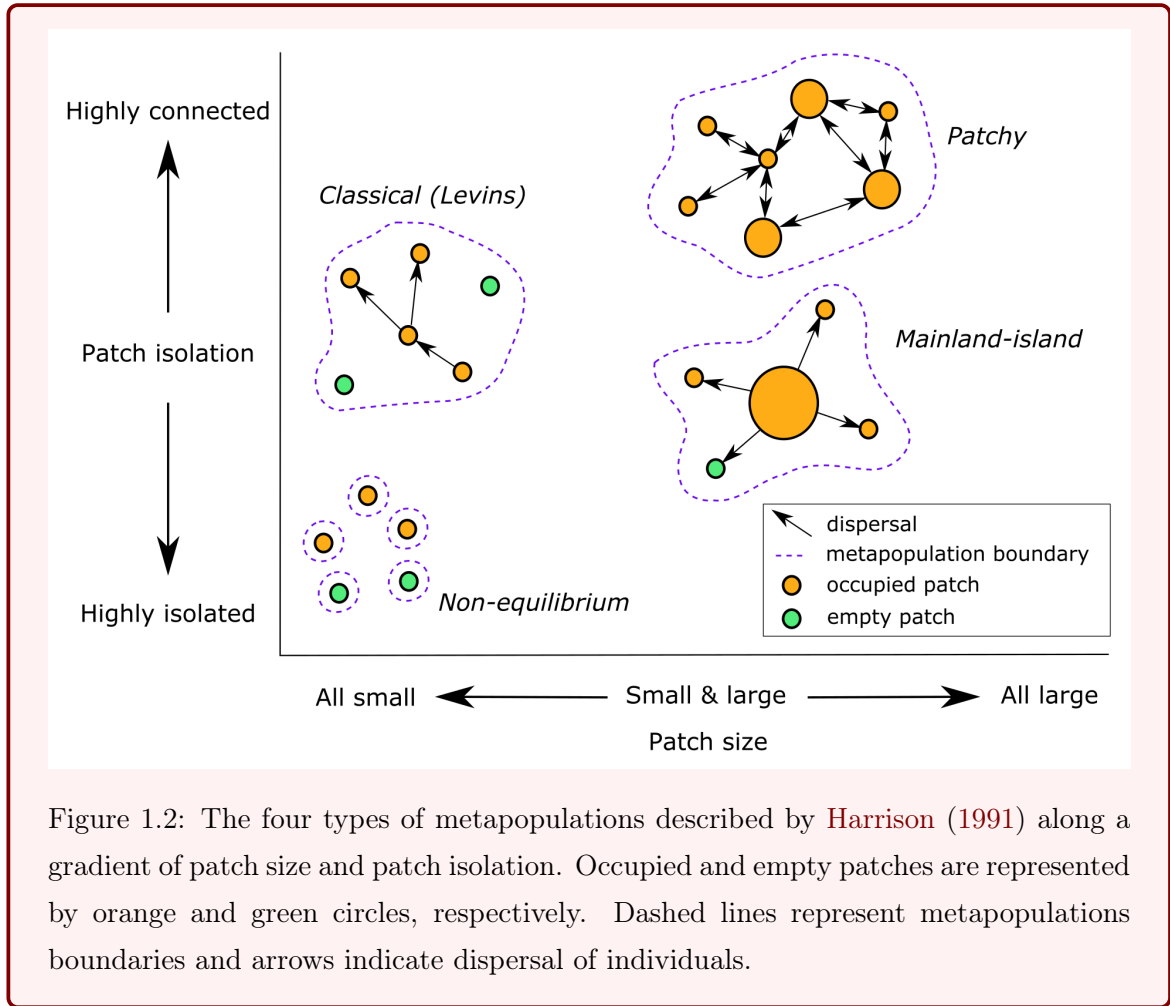 Highly connected
Patchy
Classical (Levins)
Mainland-island
Patch isolation
dispersal
metapopulation boundary
occupied patch
empty patch
Non-equilibrium
Highly isolated
All small
Small & large
All large
Patch size
Figure 1.2: The four types of metapopulations described by Harrison (1991) along a
gradient of patch size and patch isolation. Occupied and empty patches are represented
by orange and green circles, respectively. Dashed lines represent metapopulations
boundaries and arrows indicate dispersal of individuals.